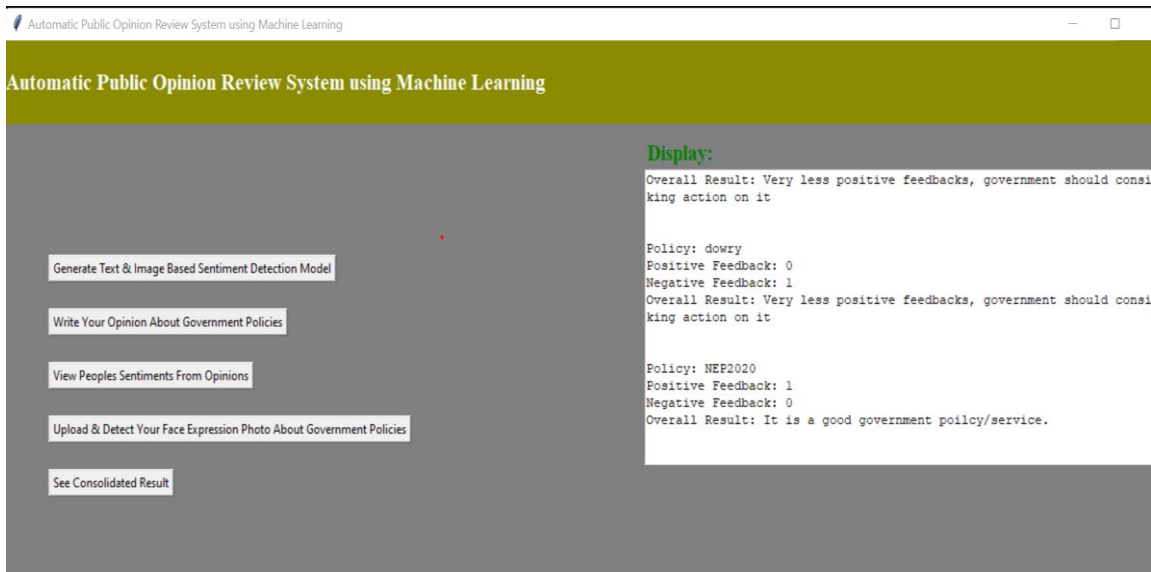 Automatic Public Opinion Review System using Machine Learning
Automatic Public Opinion Review System using Machine Learning
Generate Text & Image Based Sentiment Detection Model
Write Your Opinion About Government Policies
View Peoples Sentiments From Opinions
Upload & Detect Your Face Expression Photo About Government Policies
See Consolidated Result
Display:
Overall Result: Very less positive feedbacks, government should consi
king action on it
Policy: dowry
Positive Feedback: 0
Negative Feedback: 1
Overall Result: Very less positive feedbacks, government should consi
king action on it
Policy: NEP2020
Positive Feedback: 1
Negative Feedback: 0
Overall Result: It is a good government poilcy/service.